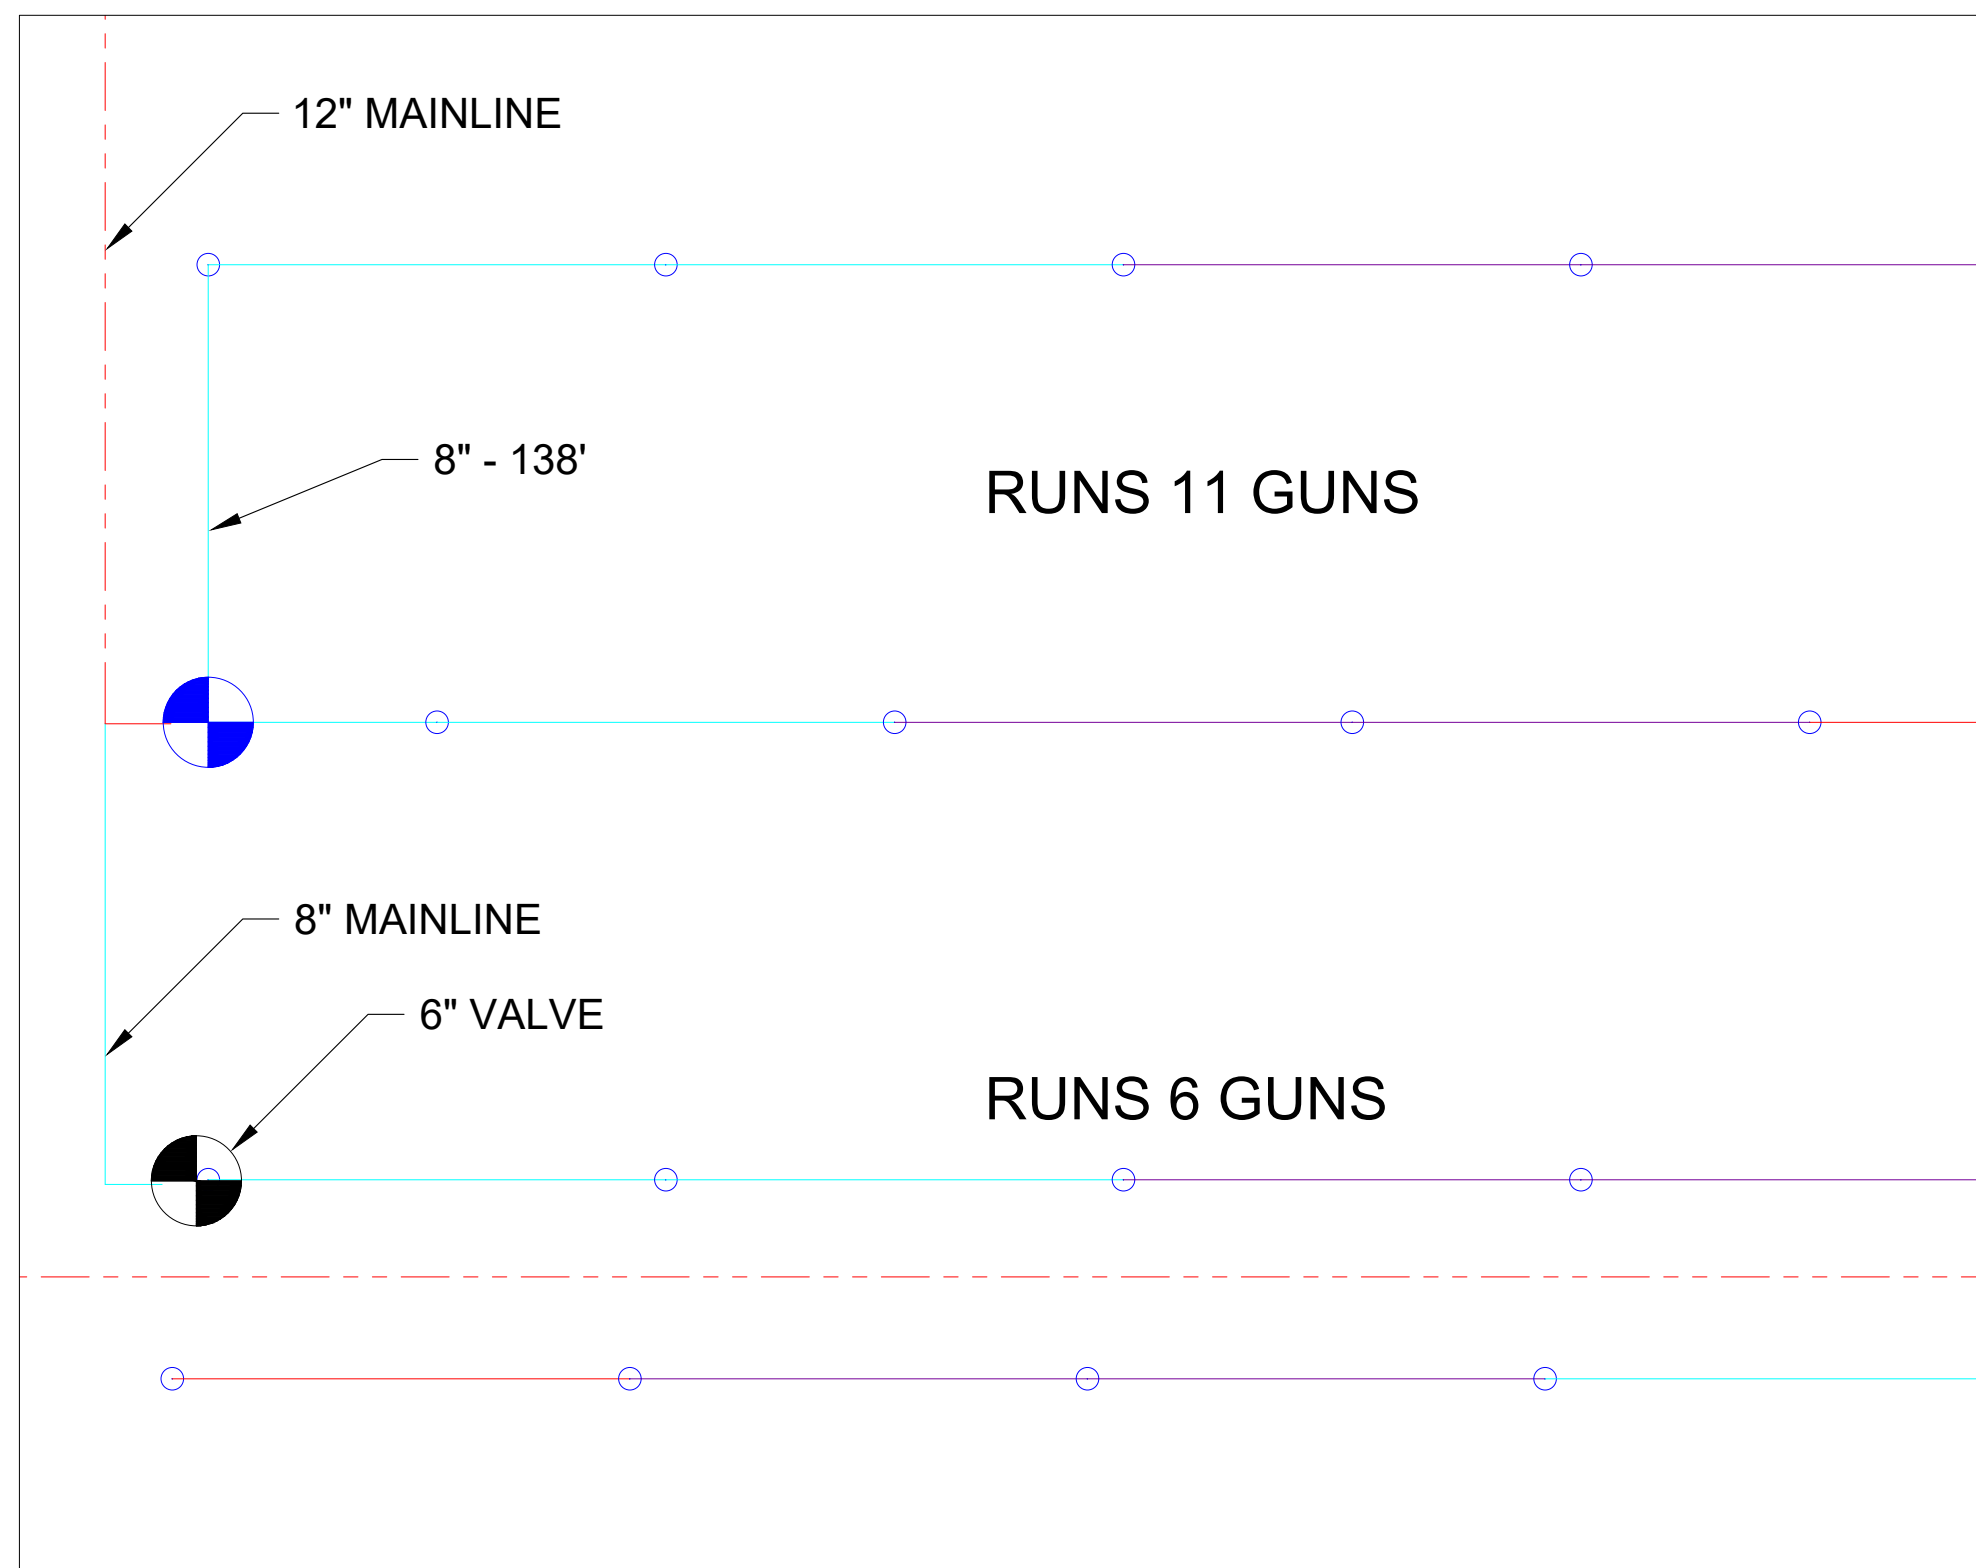 12" MAINLINE
8" - 138'
RUNS 11 GUNS
8" MAINLINE
6" VALVE
RUNS 6 GUNS